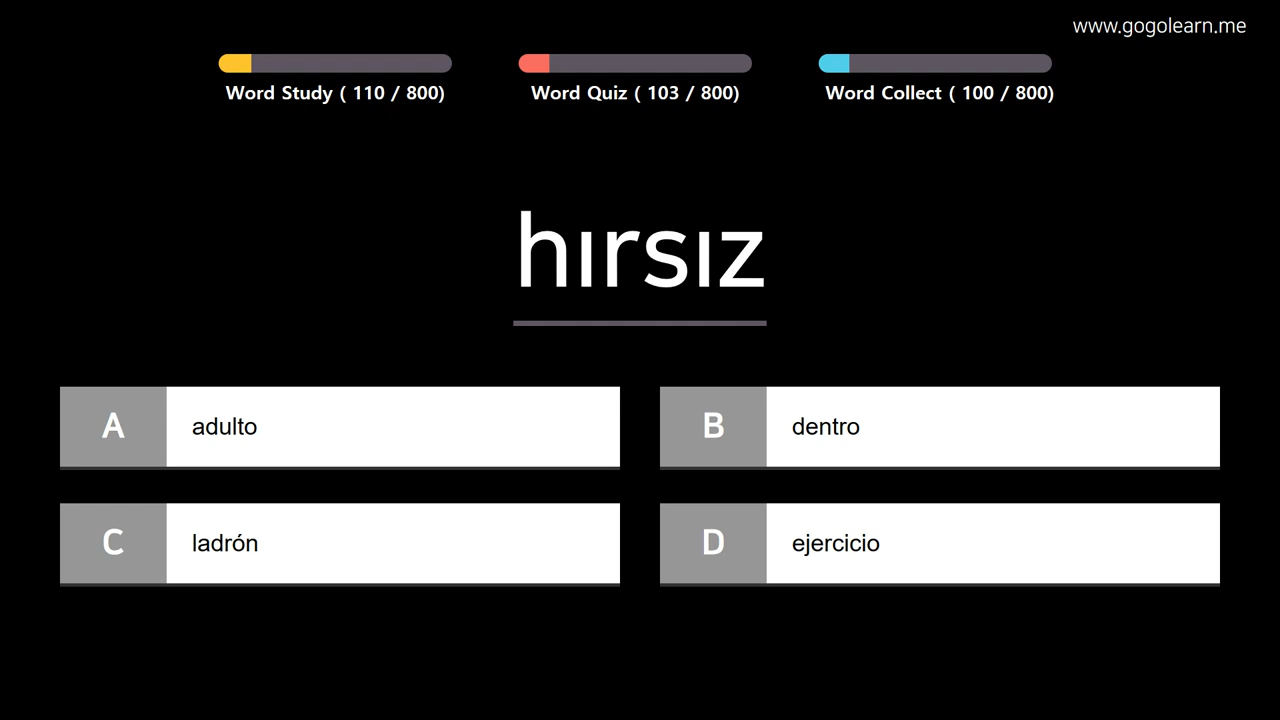 www.gogolearn.me
Word Study ( 110 / 800)
Word Quiz ( 103 / 800)
Word Collect ( 100 / 800)
hırsız
A
adulto
B
dentro
C
ladrón
D
ejercicio